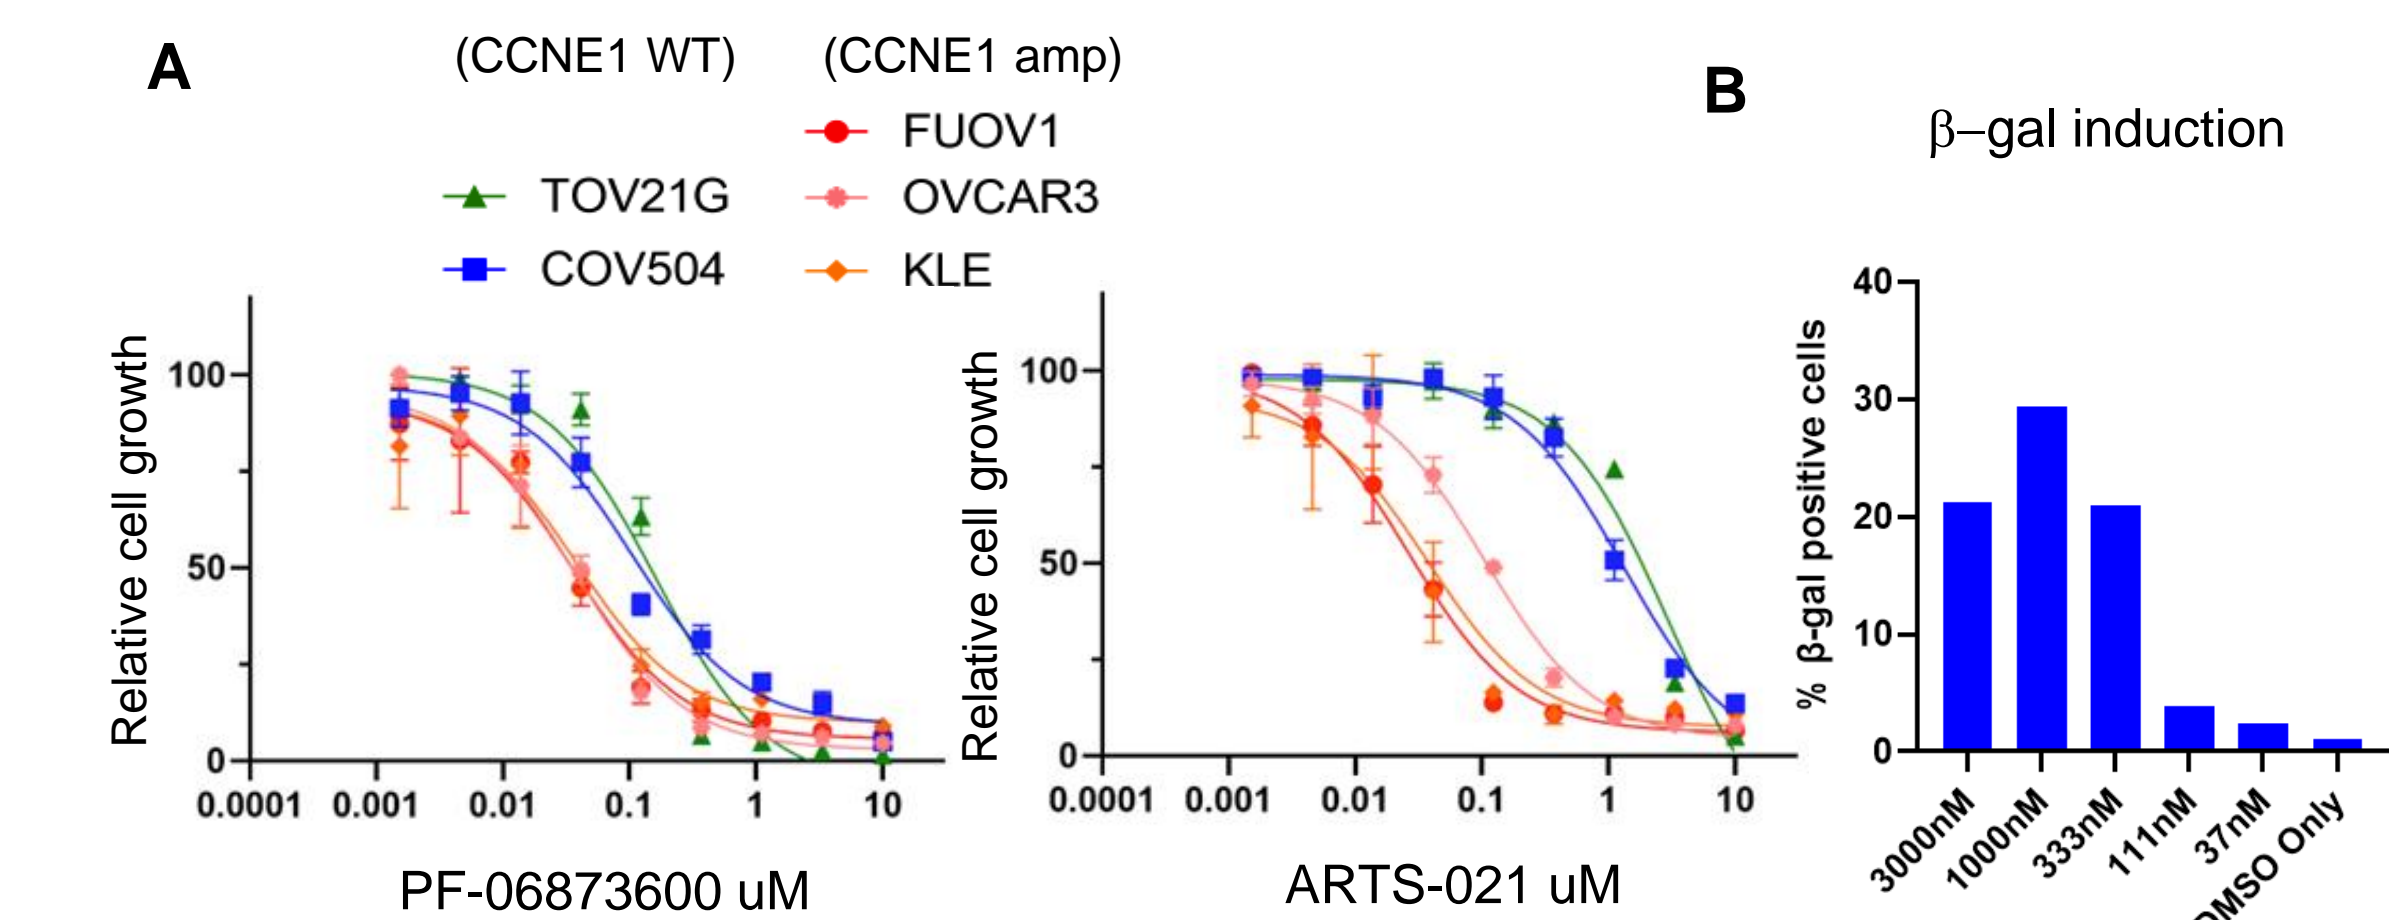 A
(CCNE1 WT)
(CCNE1 amp)
FUOV1
TOV21G
OVCAR3
COV504
KLE
Relative cell growth
100
50
0
0.0001
0.001
0.01
0.1
1
10
PF-06873600 uM
Relative cell growth
100
50
0
0.0001
0.001
0.01
0.1
1
10
ARTS-021 uM
B
β–gal induction
% β-gal positive cells
40
30
20
10
0
3000nM
1000nM
333nM
111nM
37nM
DMSO Only